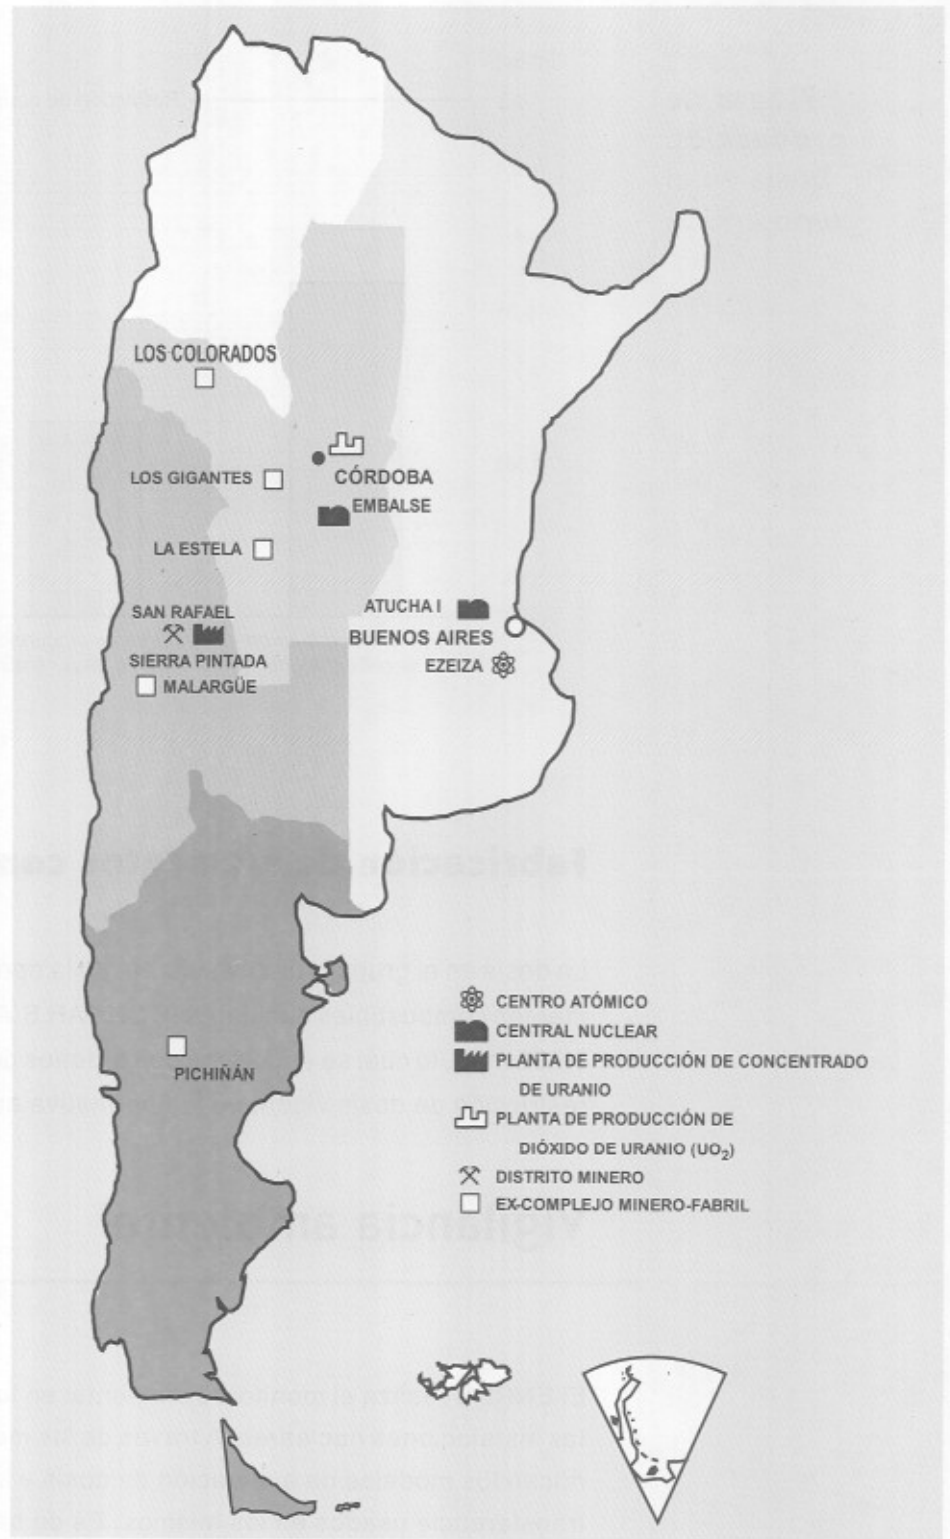 LOS COLORADOS
LOS GIGANTES
CÓRDOBA
EMBALSE
LA ESTELA
SAN RAFAEL
ATUCHA I
BUENOS AIRES
SIERRA PINTADA
EZEIZA
MALARGÜE
PICHIÑÁN
CENTRO ATÓMICO
CENTRAL NUCLEAR
PLANTA DE PRODUCCIÓN DE CONCENTRADO
DE URANIO
PLANTA DE PRODUCCIÓN DE
DIÓXIDO DE URANIO (UO₂)
DISTRITO MINERO
EX-COMPLEJO MINERO-FABRIL